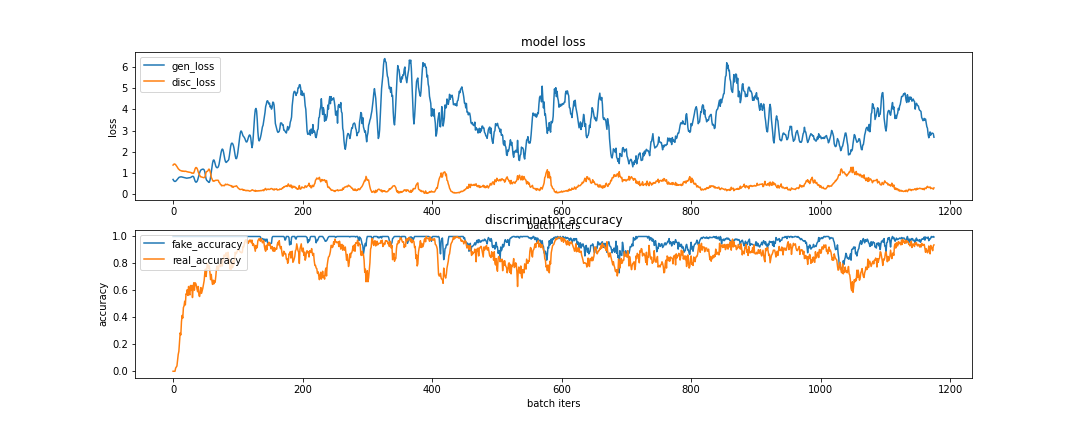 model loss
gen_loss
disc_loss
6
5
4
3
2
1
0
loss
0
200
400
600
800
1000
1200
batch iters
discriminator accuracy
fake_accuracy
real_accuracy
1.0
0.8
0.6
0.4
0.2
0.0
accuracy
0
200
400
600
800
1000
1200
batch iters